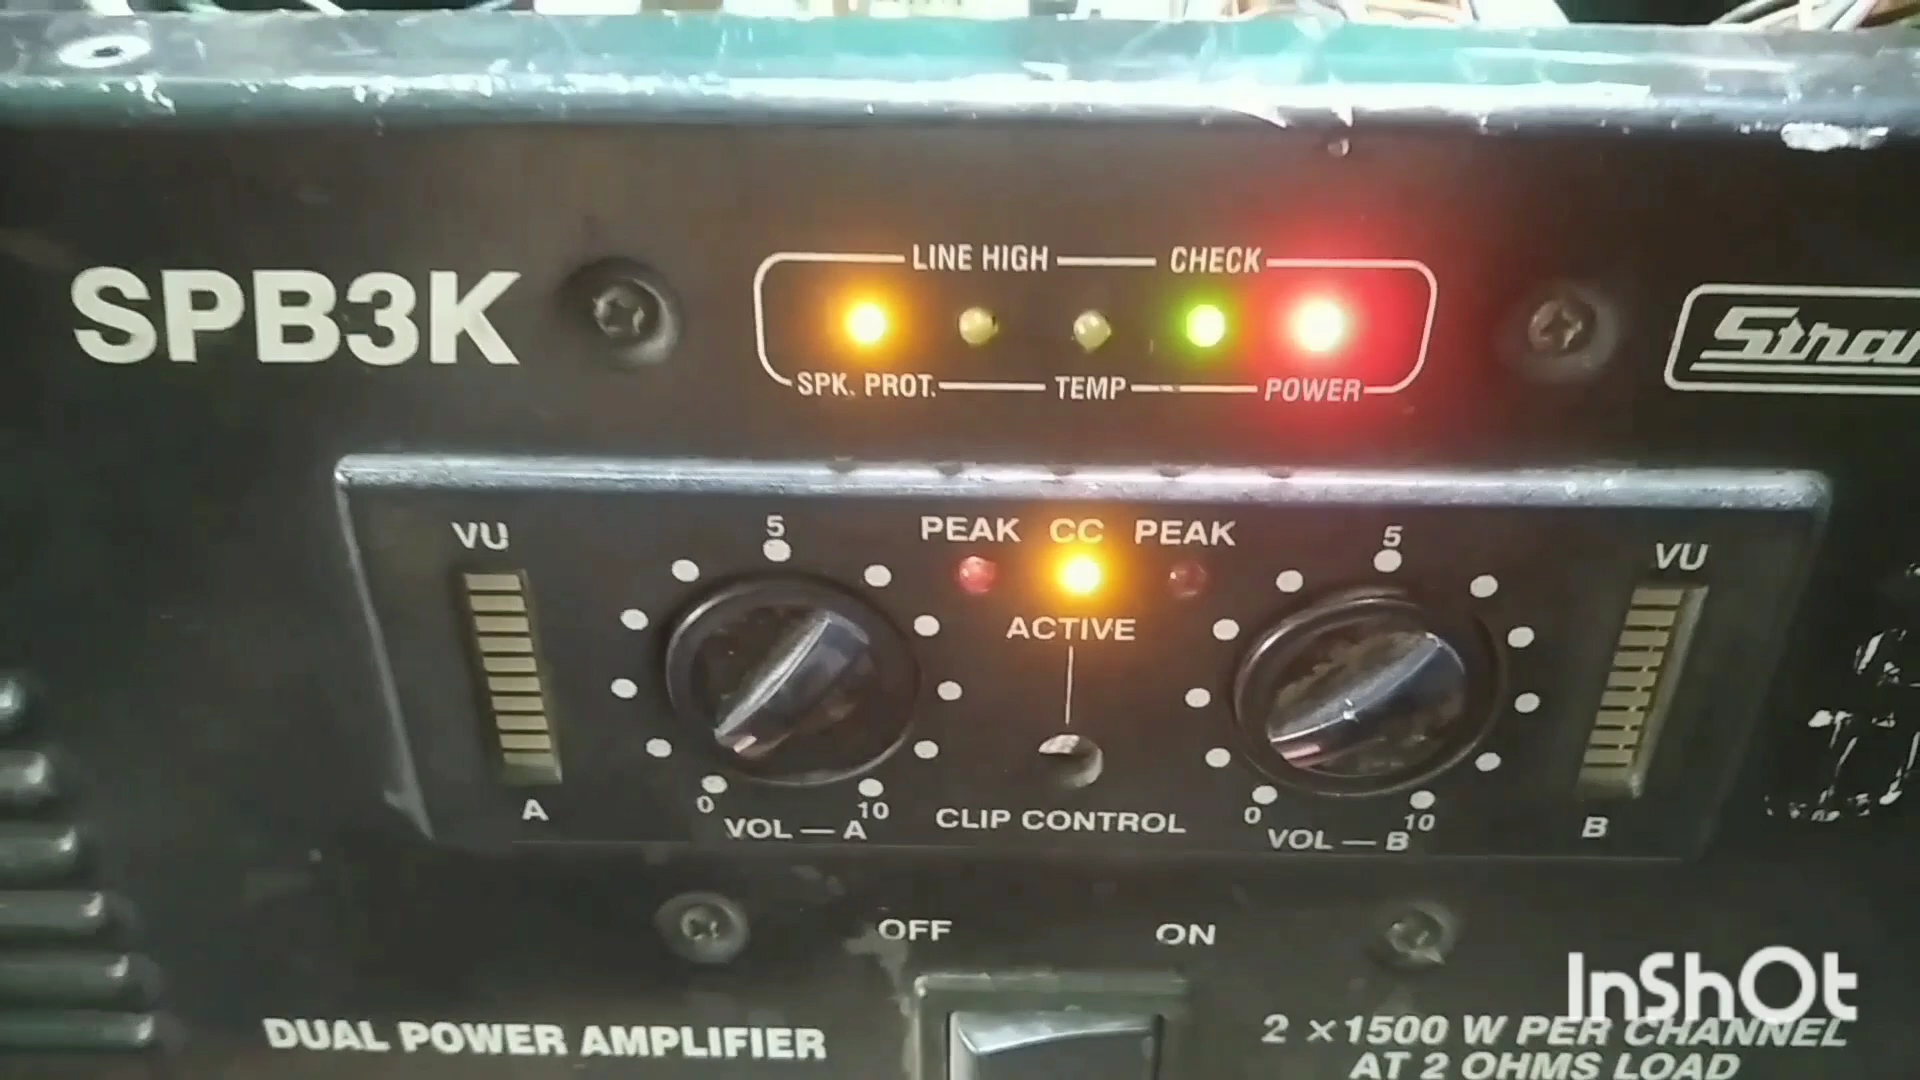 LINE HIGH CHECK
SPB3K
SPK. PROT. TEMP POWER
VU 5 PEAK CC PEAK 5 VU
ACTIVE
A 0 VOL — A 10 CLIP CONTROL 0 VOL — B 10 B
OFF ON
InShOt
DUAL POWER AMPLIFIER 2 ×1500 W PER CHANNEL
AT 2 OHMS LOAD